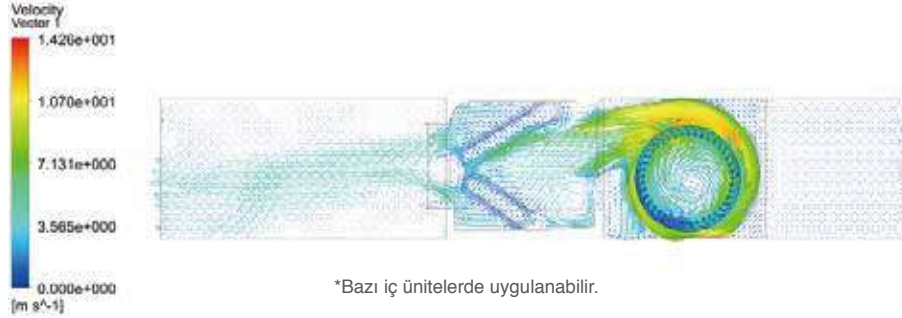 Velocity
Vector 1
1.426e+001
1.070e+001
7.131e+000
3.565e+000
0.000e+000
[m s^-1]
*Bazı iç ünitelerde uygulanabilir.